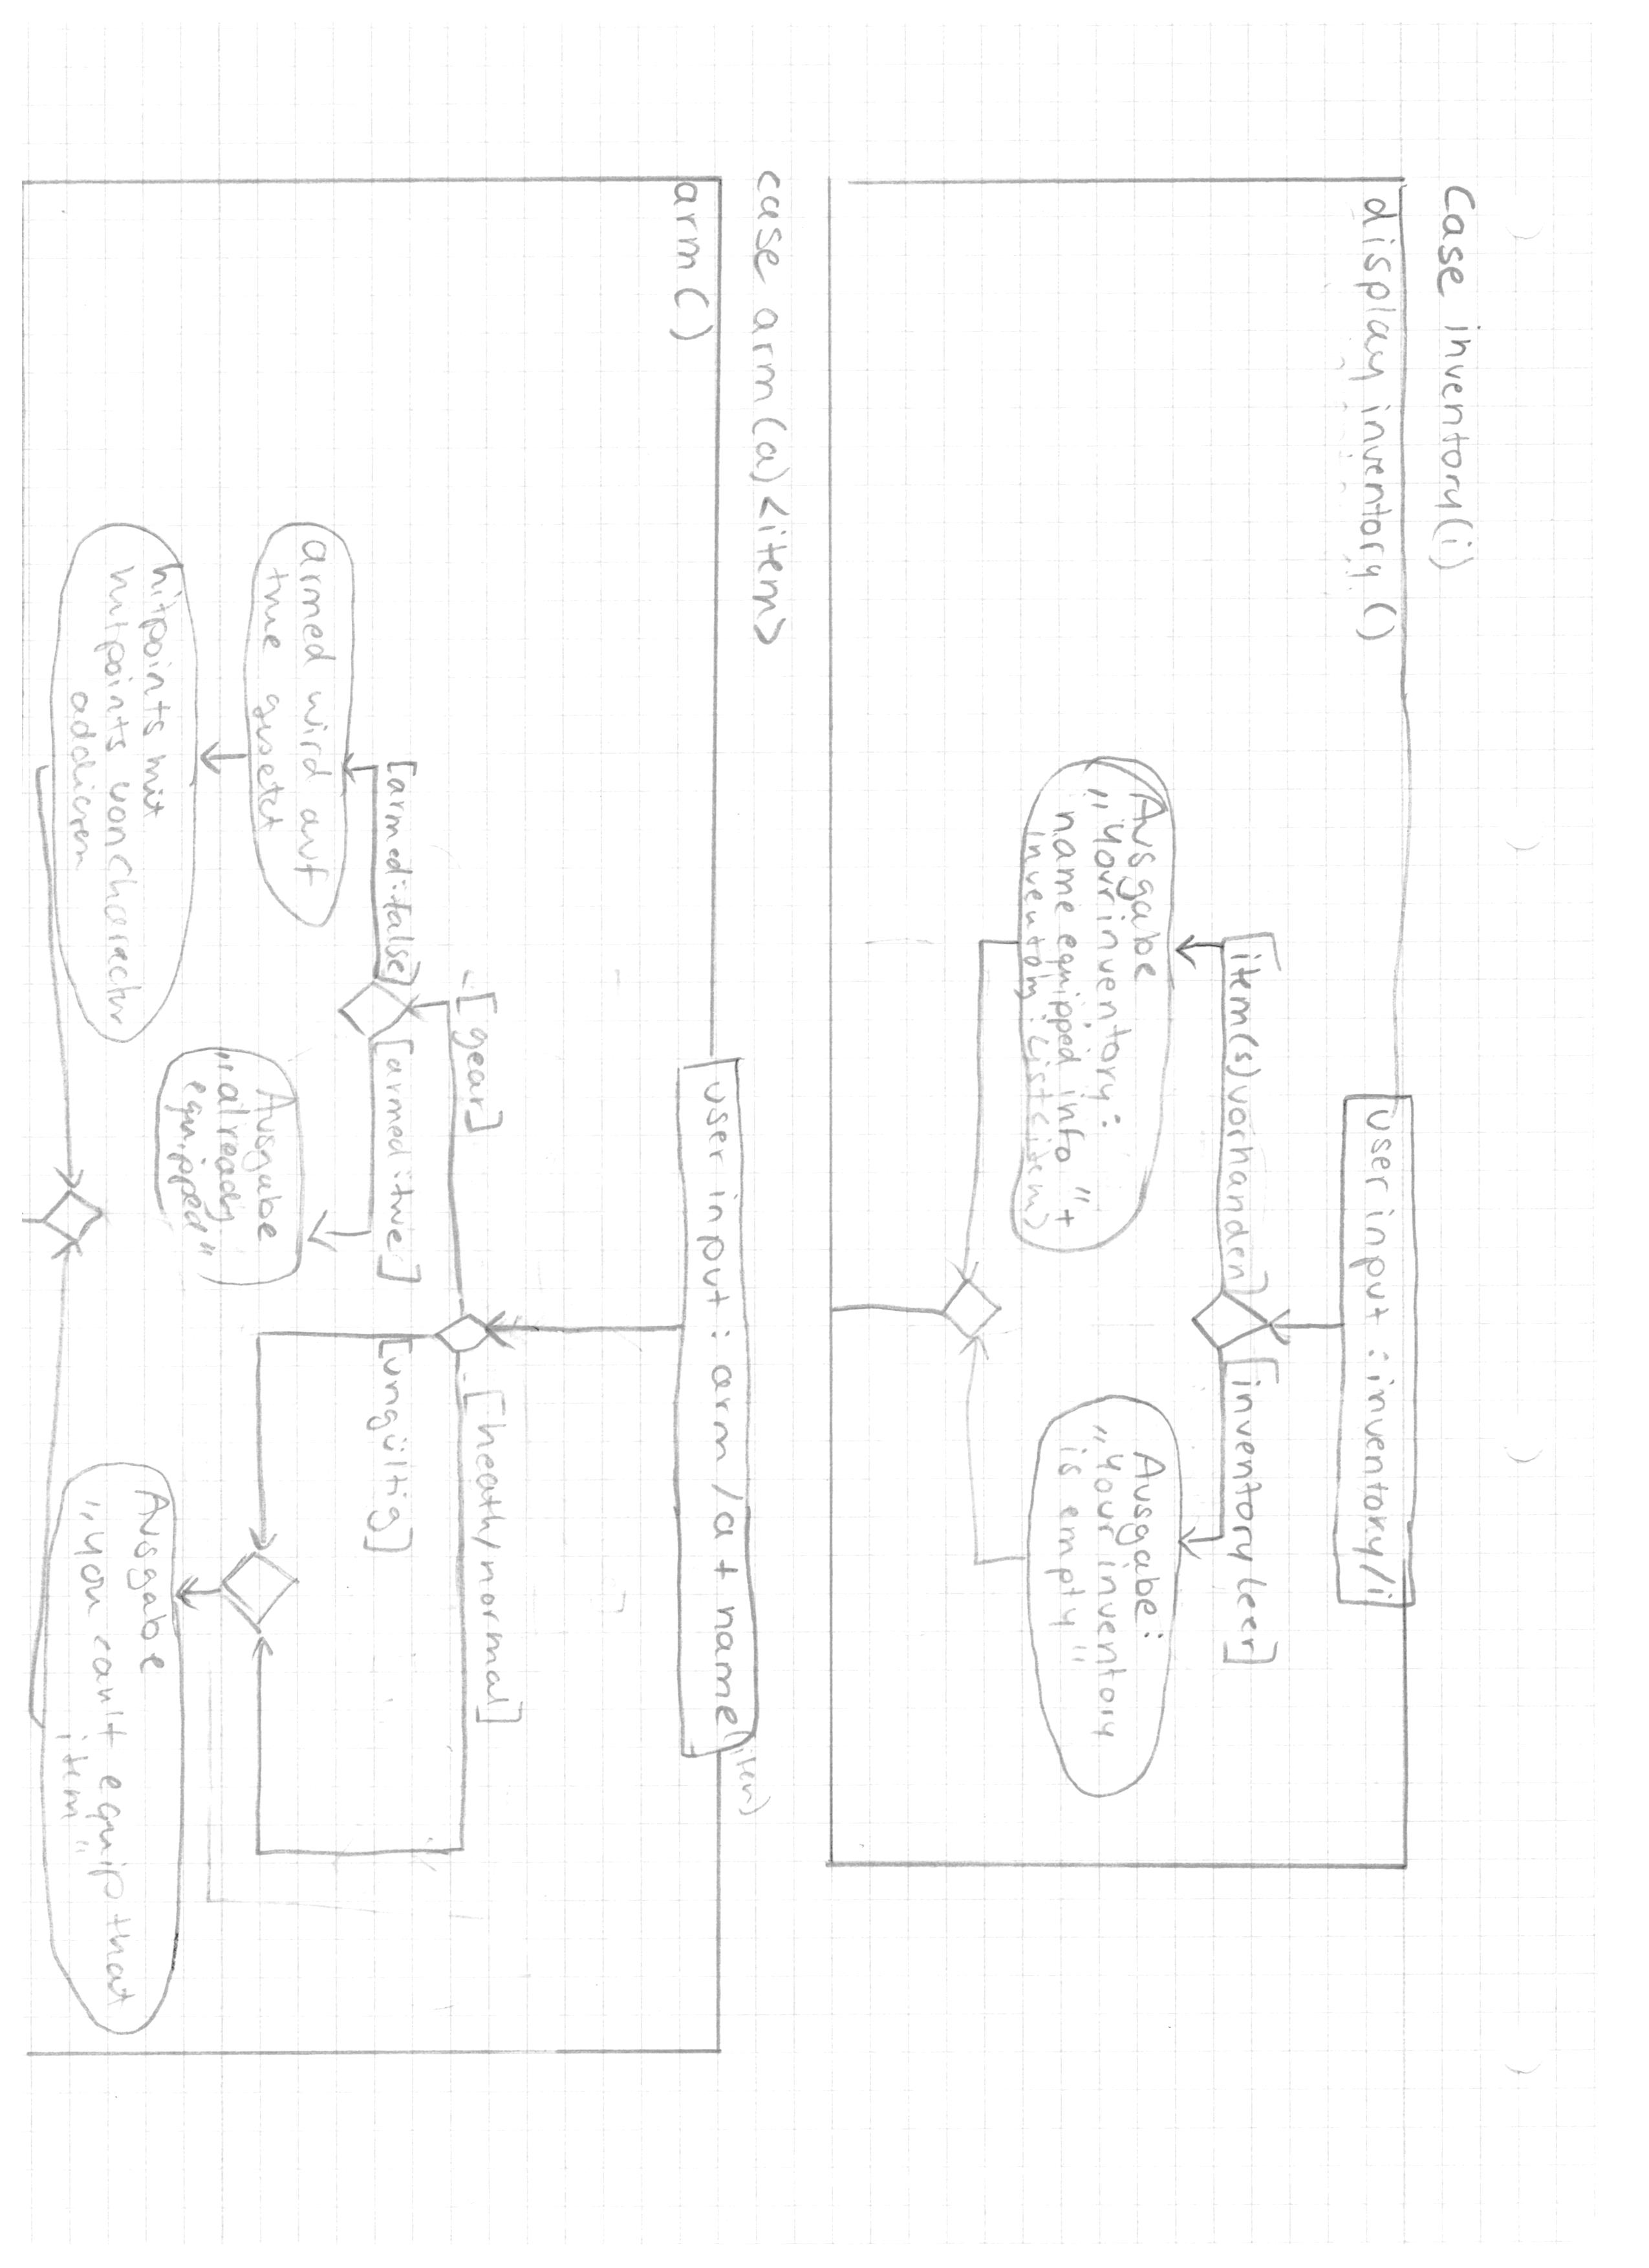 Case inventory(i)
display inventory ()
user input : inventory/i
[item(s) vorhanden]
[inventory leer]
Ausgabe
„Your inventory:
name equipped info "+
inventory : List<item>
Ausgabe:
„Your inventory
is empty"
case arm (a) <item>
user input : arm /a + name (item)
arm ()
[gear]
[heath/normal]
[armed: false]
[armed: true]
[ungültig]
armed wird auf
true gesetzt
Ausgabe
„already
equipped"
hitpoints mit
hitpoints von Character
addieren
Ausgabe
„you can't equip that
item"